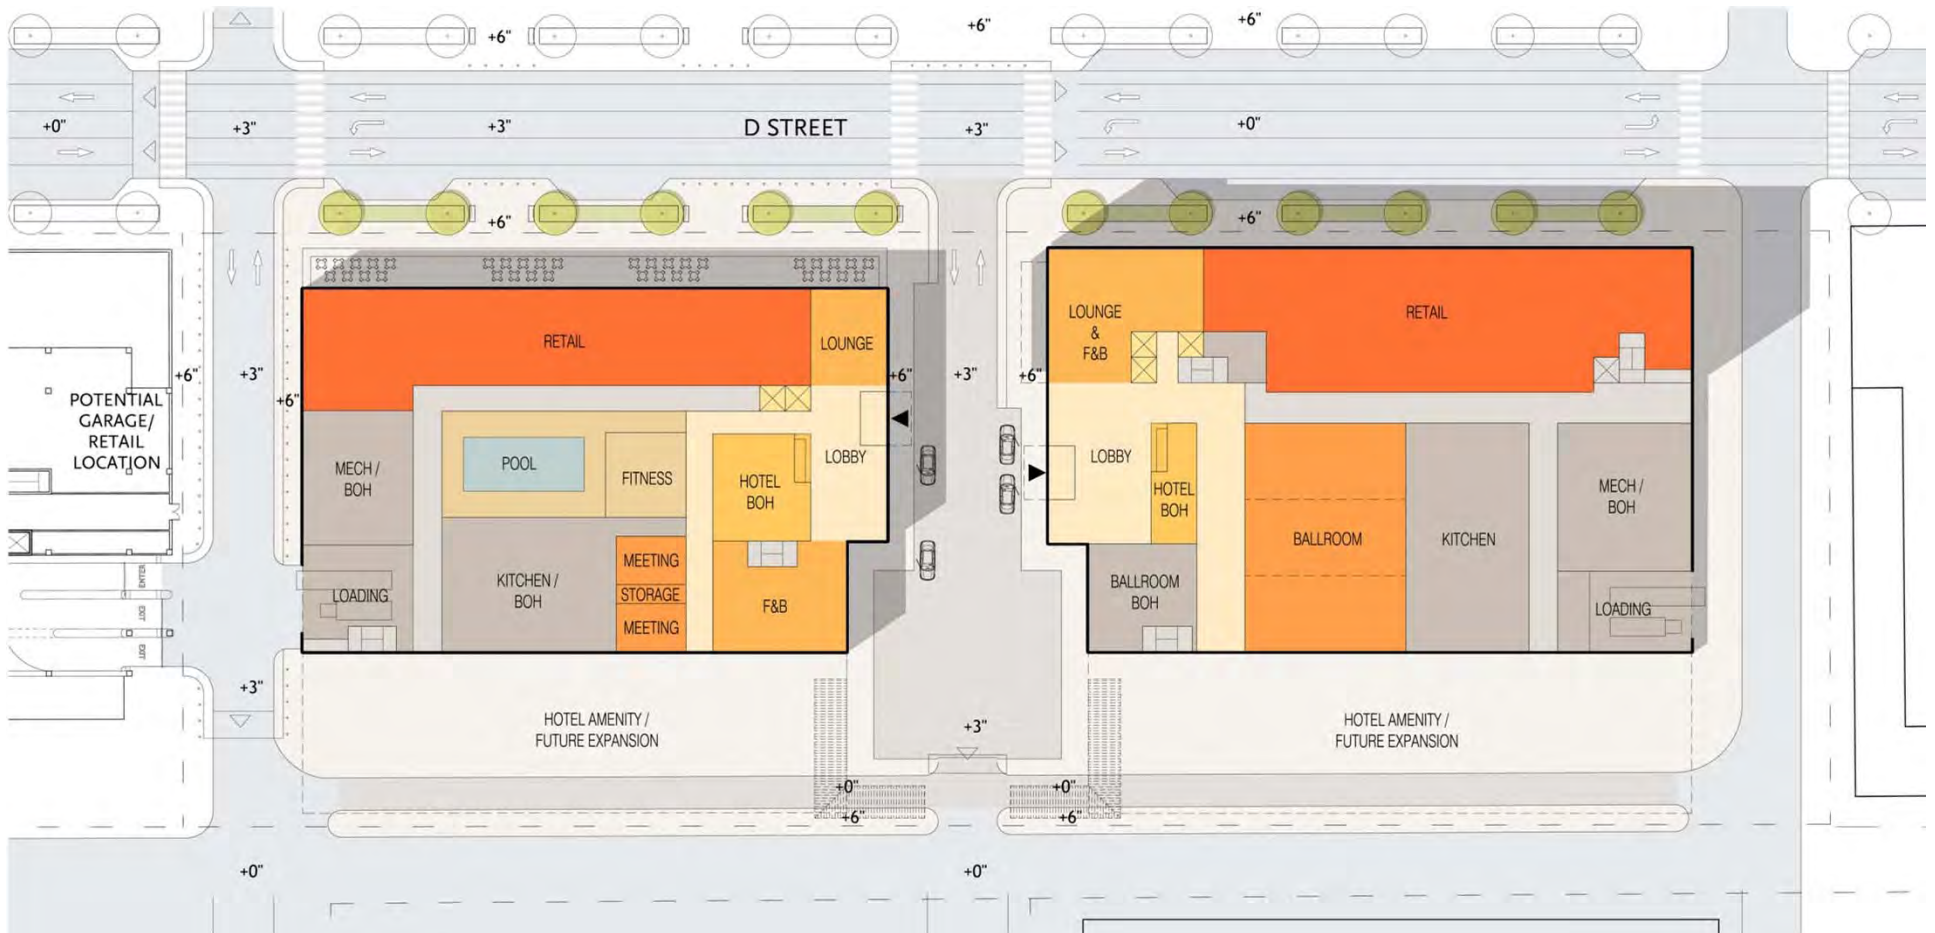 +6"
+6"
+6"
+0"
+3"
+3"
D STREET
+3"
+0"
+6"
+6"
RETAIL
LOUNGE
LOUNGE
&
F&B
RETAIL
+6"
+3"
+6"
+3"
+6"
+6"
POTENTIAL
GARAGE/
RETAIL
LOCATION
MECH /
BOH
POOL
FITNESS
HOTEL
BOH
LOBBY
LOBBY
HOTEL
BOH
BALLROOM
KITCHEN
MECH /
BOH
ENTER
EXIT
EXIT
LOADING
KITCHEN /
BOH
MEETING
STORAGE
MEETING
F&B
BALLROOM
BOH
LOADING
+3"
HOTEL AMENITY /
FUTURE EXPANSION
+3"
HOTEL AMENITY /
FUTURE EXPANSION
+0"
+0"
+6"
+6"
+0"
+0"